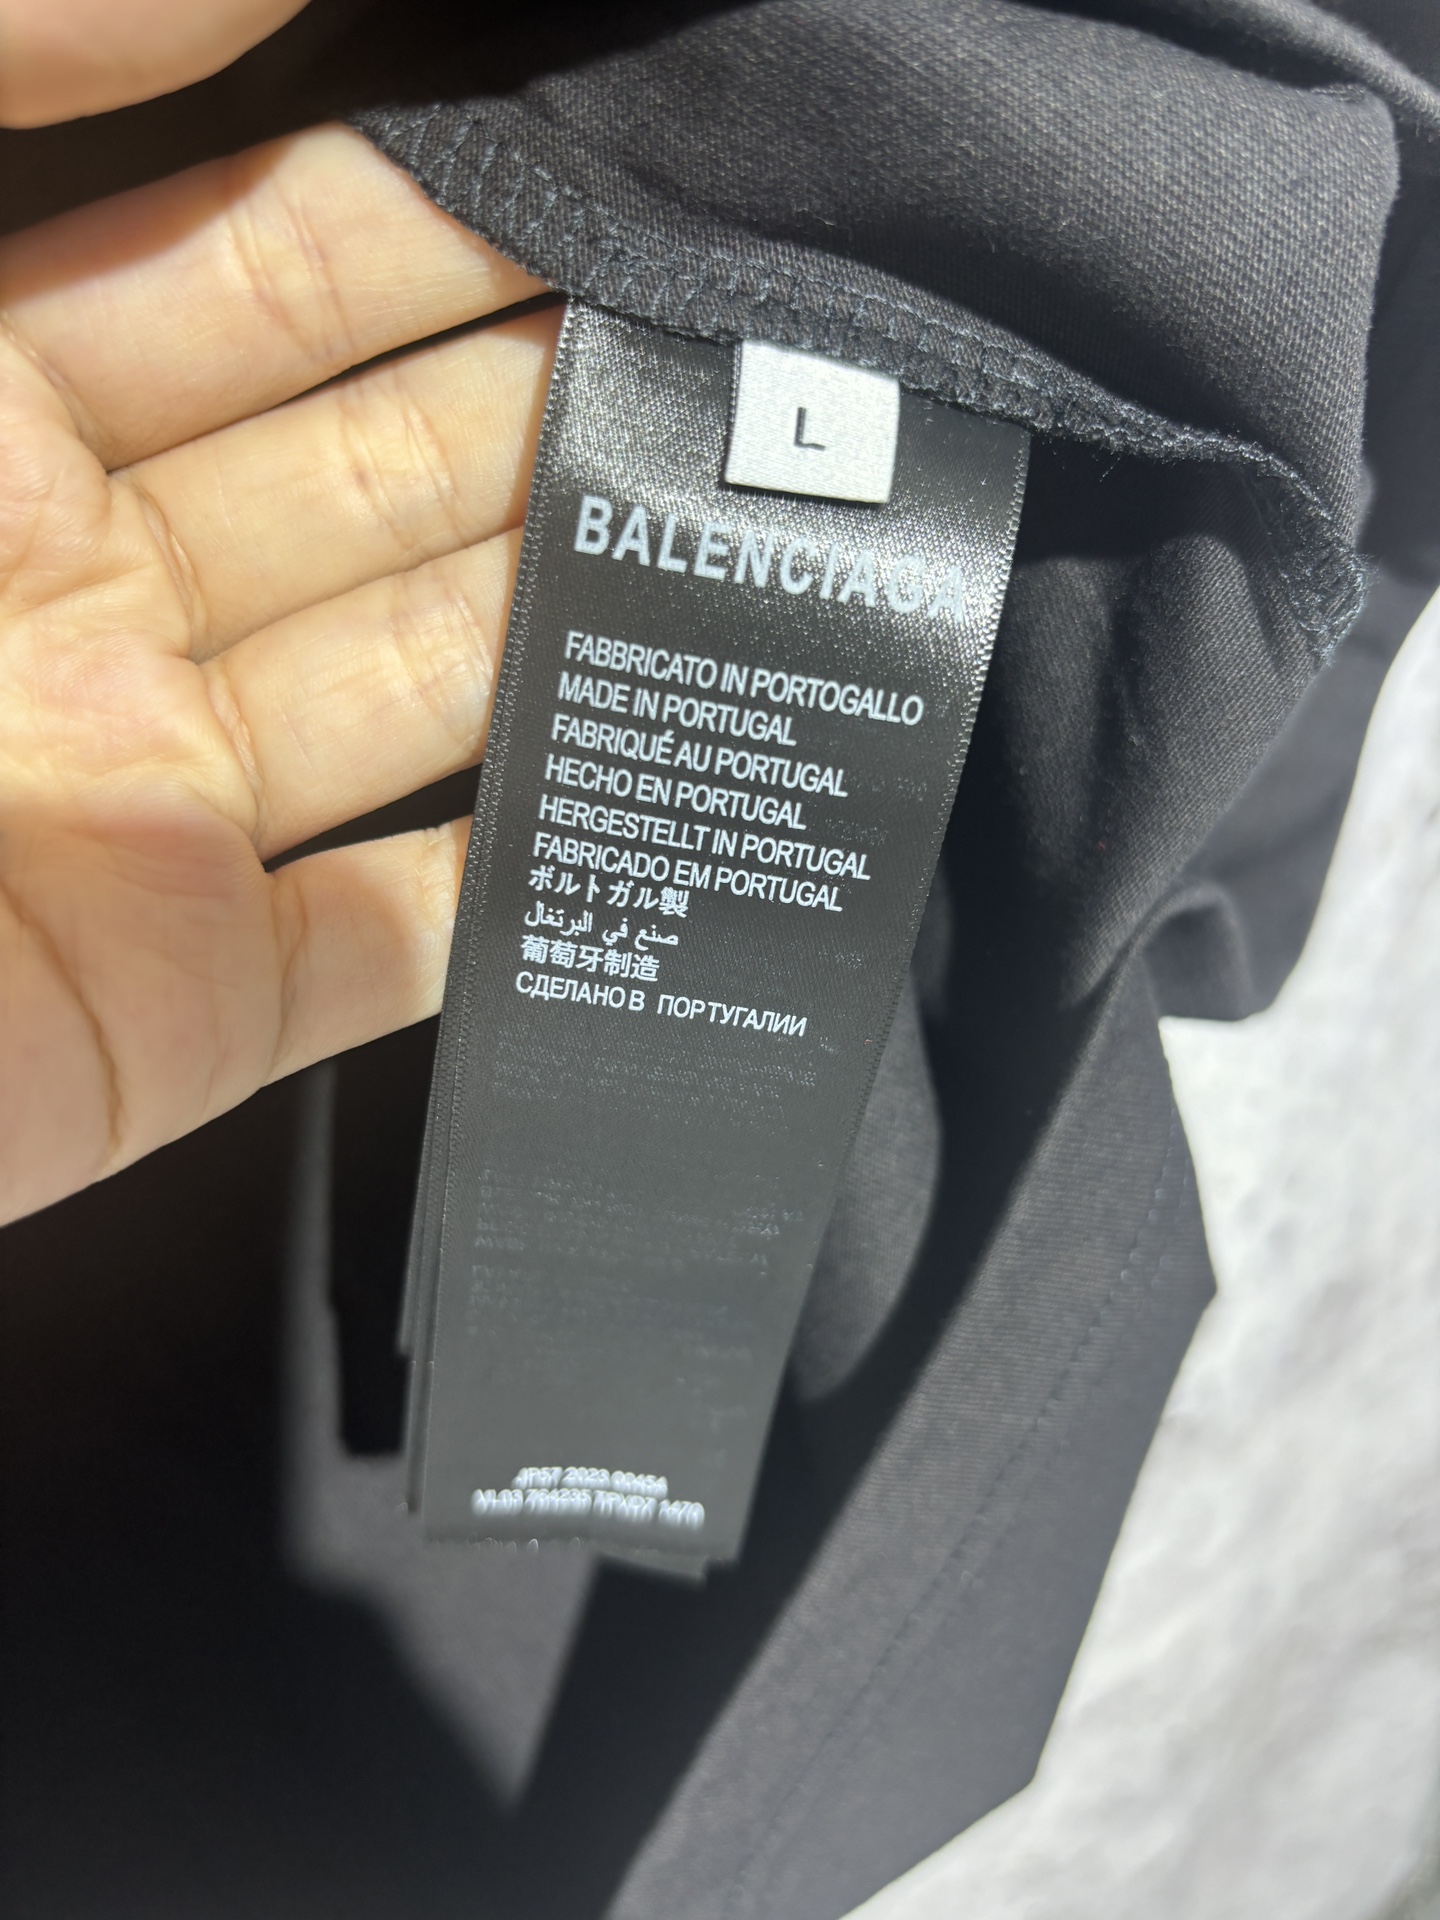 L
BALENCIAGA
FABBRICATO IN PORTOGALLO
MADE IN PORTUGAL
FABRIQUÉ AU PORTUGAL
HECHO EN PORTUGAL
HERGESTELLT IN PORTUGAL
FABRICADO EM PORTUGAL
ポルトガル製
صنع في البرتغال
葡萄牙制造
СДЕЛАНО В ПОРТУГАЛИИ
2023